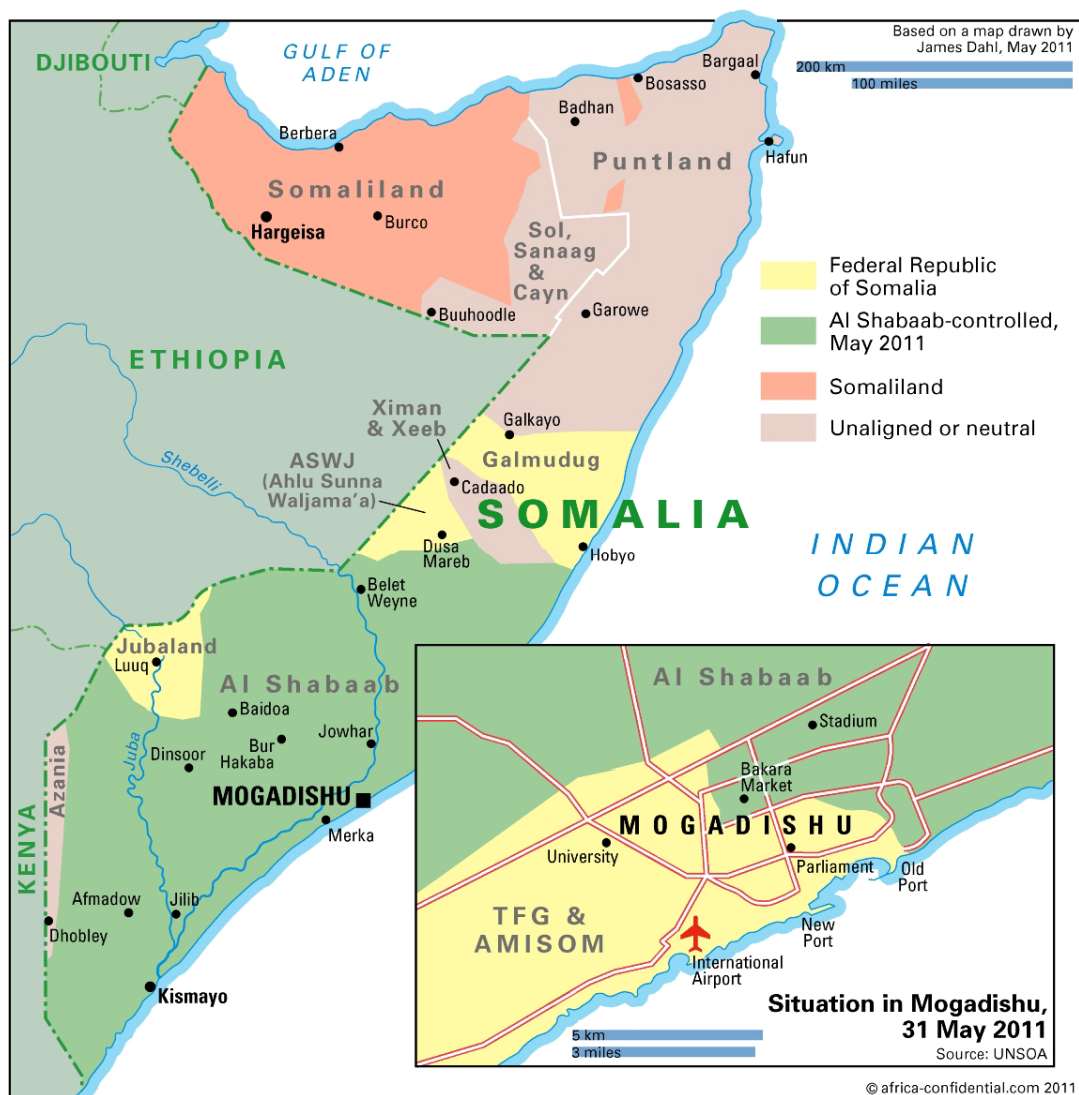 Based on a map drawn by
James Dahl, May 2011
200 km
100 miles
DJIBOUTI
GULF OF
ADEN
Bargaal
Bosasso
Badhan
Berbera
Hafun
Puntland
Somaliland
Burco
Hargeisa
Sol,
Sanaag
&
Cayn
Buuhoodle
Garowe
Federal Republic
of Somalia
Al Shabaab-controlled,
May 2011
Somaliland
Unaligned or neutral
ETHIOPIA
Ximan
& Xeeb
Galkayo
Galmudug
Shebelli
ASWJ
(Ahlu Sunna
Waljama'a)
Cadaado
SOMALIA
Dusa
Mareb
Hobyo
INDIAN
OCEAN
Belet
Weyne
Jubaland
Luuq
Al Shabaab
Baidoa
Bur
Hakaba
Jowhar
Dinsoor
Juba
Azania
MOGADISHU
Merka
KENYA
Afmadow
Jilib
Dhobley
Kismayo
Al Shabaab
Stadium
Bakara
Market
MOGADISHU
University
Parliament
Old
Port
TFG &
AMISOM
New
Port
International
Airport
Situation in Mogadishu,
31 May 2011
5 km
3 miles
Source: UNSOA
© africa-confidential.com 2011